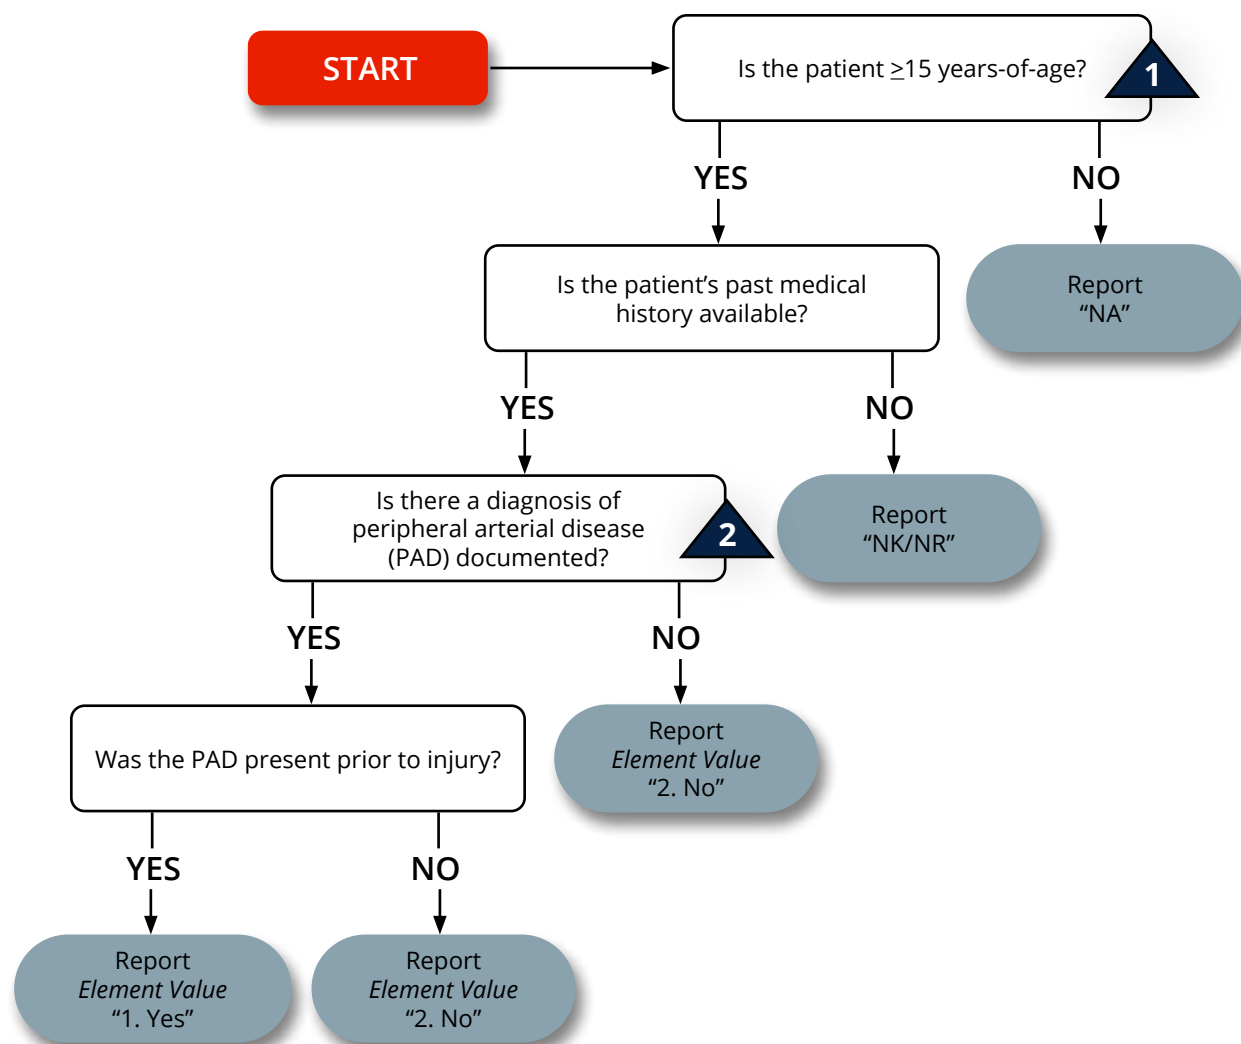 START
Is the patient ≥15 years-of-age?
1
YES
NO
Is the patient’s past medical
history available?
Report
“NA”
YES
NO
Is there a diagnosis of
peripheral arterial disease
(PAD) documented?
2
Report
“NK/NR”
YES
NO
Was the PAD present prior to injury?
Report
Element Value
“2. No”
YES
NO
Report
Element Value
“1. Yes”
Report
Element Value
“2. No”